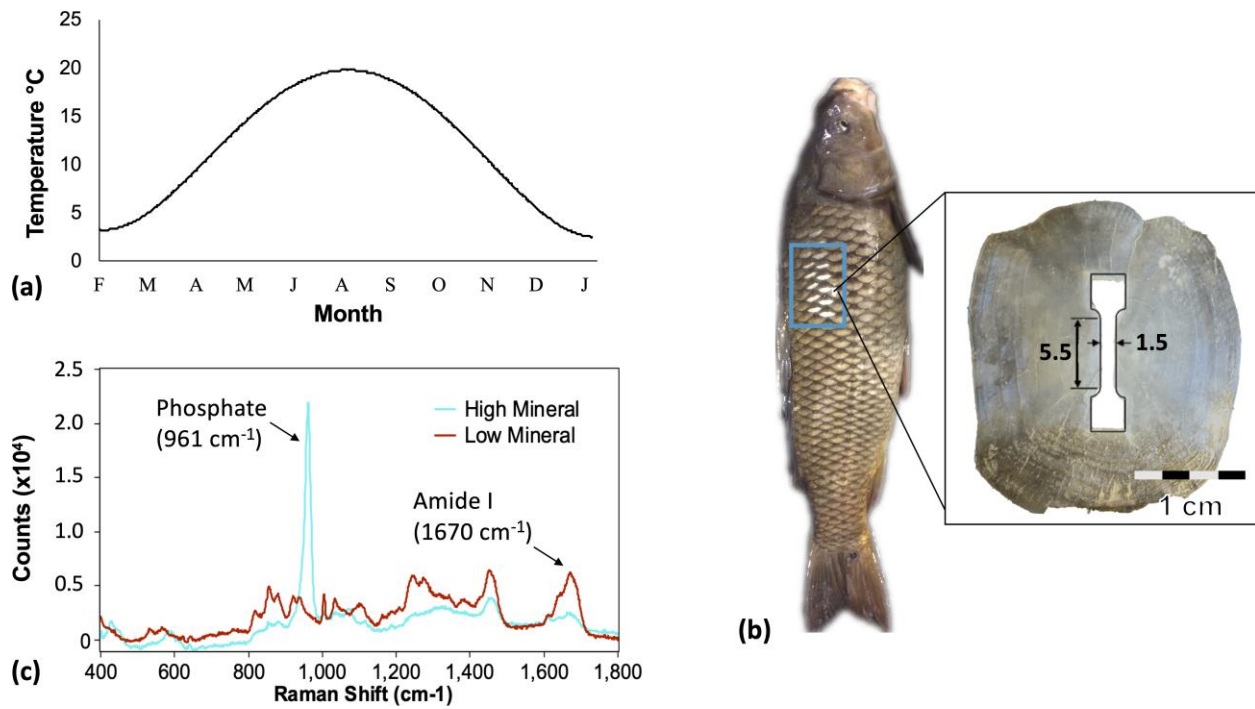 25
20
15
10
5
0
Temperature °C
F M A M J J A S O N D J
Month
(a)
2.5
2.0
1.5
1.0
0.5
0
Counts (x10⁴)
Phosphate
(961 cm⁻¹)
High Mineral
Low Mineral
Amide I
(1670 cm⁻¹)
400 600 800 1,000 1,200 1,400 1,600 1,800
Raman Shift (cm-1)
(c)
5.5
1.5
1 cm
(b)